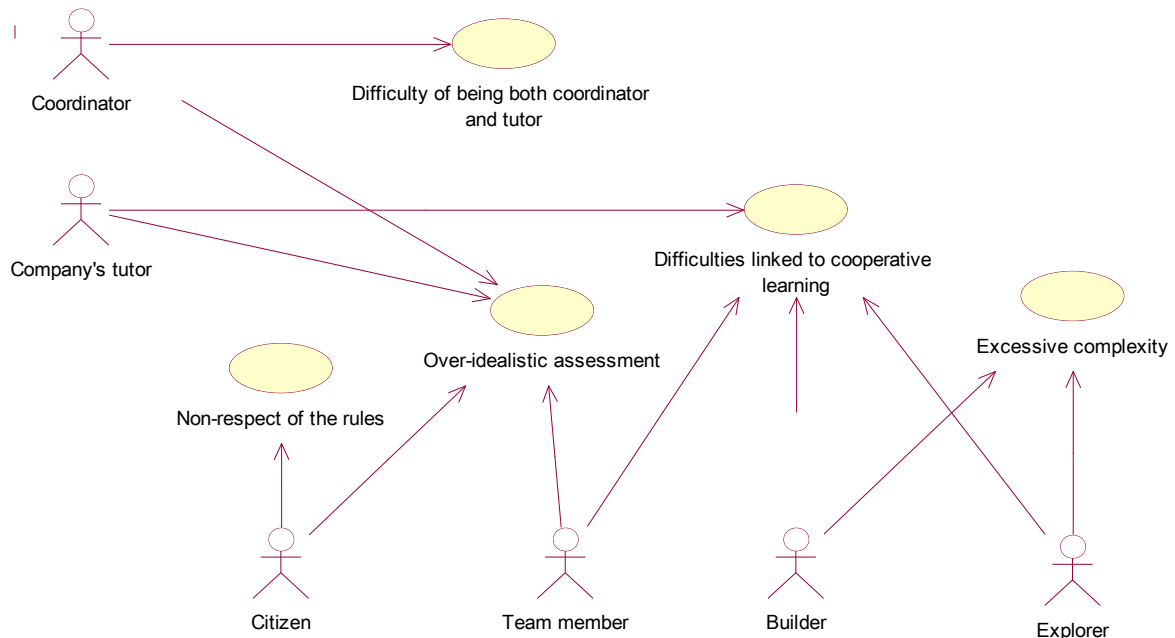 Coordinator
Difficulty of being both coordinator
and tutor
Company's tutor
Difficulties linked to cooperative
learning
Over-idealistic assessment
Excessive complexity
Non-respect of the rules
Citizen
Team member
Builder
Explorer